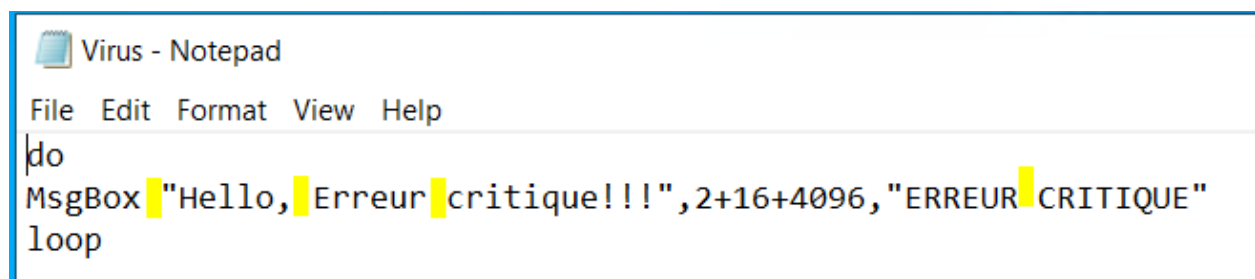 Virus - Notepad
File Edit Format View Help
do
MsgBox "Hello, Erreur critique!!!",2+16+4096,"ERREUR CRITIQUE"
loop